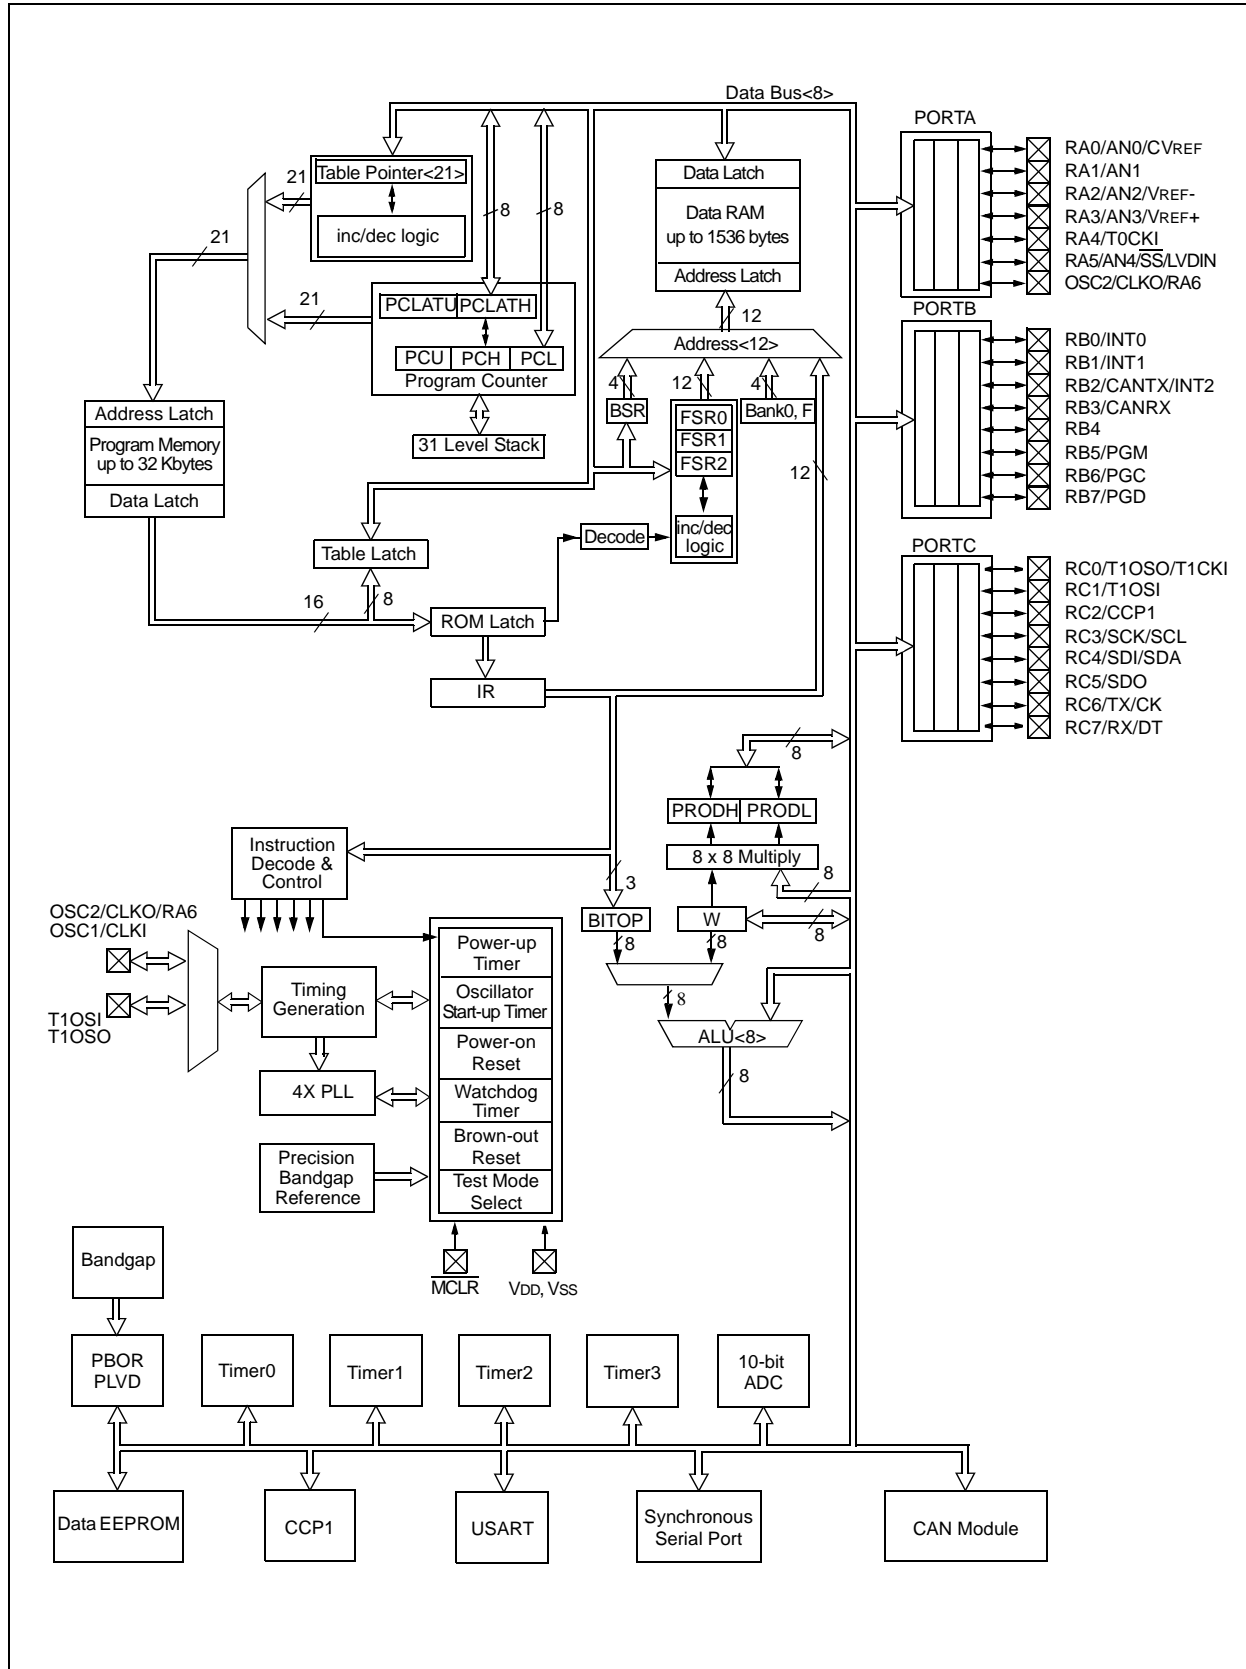 Data Bus<8>
PORTA
RA0/AN0/CVREF
RA1/AN1
RA2/AN2/VREF-
RA3/AN3/VREF+
RA4/T0CKI
RA5/AN4/SS/LVDIN
OSC2/CLKO/RA6
Table Pointer<21>
inc/dec logic
21
21
21
8
8
Data Latch
Data RAM
up to 1536 bytes
Address Latch
12
Address<12>
4
12
4
BSR
FSR0
FSR1
FSR2
Bank0, F
inc/dec
logic
12
PCLATU
PCLATH
PCU
PCH
PCL
Program Counter
31 Level Stack
Address Latch
Program Memory
up to 32 Kbytes
Data Latch
Table Latch
Decode
16
8
ROM Latch
IR
PORTB
RB0/INT0
RB1/INT1
RB2/CANTX/INT2
RB3/CANRX
RB4
RB5/PGM
RB6/PGC
RB7/PGD
PORTC
RC0/T1OSO/T1CKI
RC1/T1OSI
RC2/CCP1
RC3/SCK/SCL
RC4/SDI/SDA
RC5/SDO
RC6/TX/CK
RC7/RX/DT
8
PRODH
PRODL
8 x 8 Multiply
8
3
BITOP
W
8
8
8
8
ALU<8>
8
Instruction
Decode &
Control
OSC2/CLKO/RA6
OSC1/CLKI
T1OSI
T1OSO
Timing
Generation
4X PLL
Precision
Bandgap
Reference
Power-up
Timer
Oscillator
Start-up Timer
Power-on
Reset
Watchdog
Timer
Brown-out
Reset
Test Mode
Select
MCLR
VDD, VSS
Bandgap
PBOR
PLVD
Timer0
Timer1
Timer2
Timer3
10-bit
ADC
Data EEPROM
CCP1
USART
Synchronous
Serial Port
CAN Module